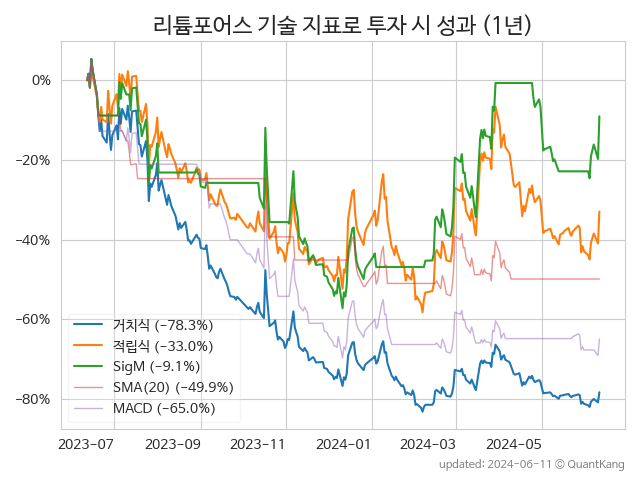 리튬포어스 기술 지표로 투자 시 성과 (1년)
0%
−20%
−40%
−60%
−80%
거치식 (−78.3%)
적립식 (−33.0%)
SigM (−9.1%)
SMA(20) (−49.9%)
MACD (−65.0%)
2023−07 2023−09 2023−11 2024−01 2024−03 2024−05
updated: 2024−06−11 © QuantKang